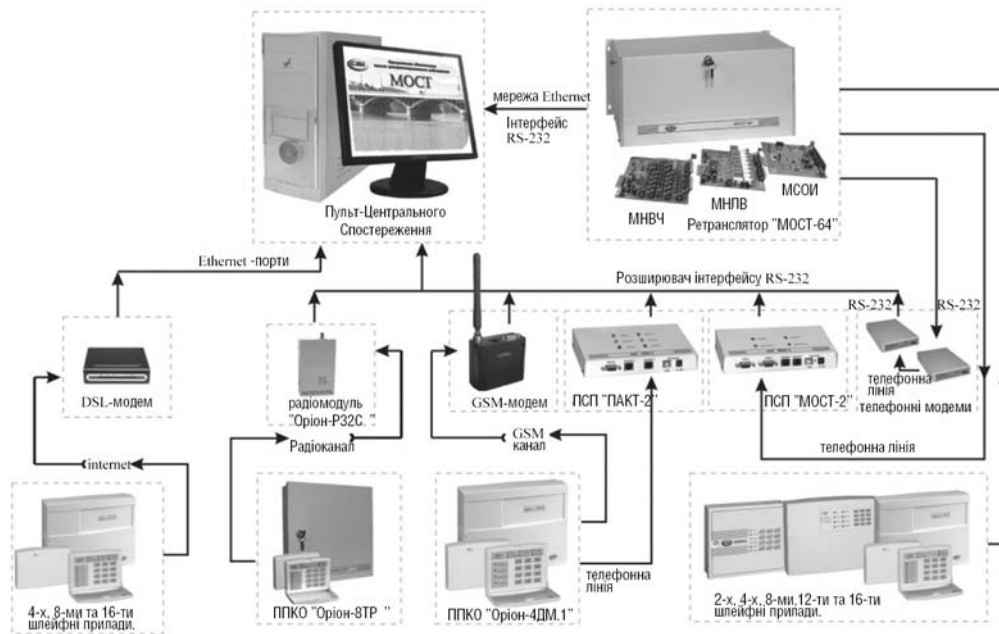 МОСТ
мережа Ethernet
Інтерфейс
RS-232
МНВЧ
МНЛВ
МСОИ
Ретранслятор "МОСТ-64"
Пульт-Центрального
Спостереження
Ethernet -порти
Розширювач інтерфейсу RS-232
RS-232
RS-232
DSL-модем
радіомодуль
"Оріон-Р32С "
GSM-модем
ПСП "ПАКТ-2"
ПСП "МОСТ-2"
телефонна
лінія
телефонні модеми
internet
Радіоканал
GSM
канал
телефонна лінія
4-х, 8-ми та 16-ти
шлейфні прилади.
ППКО "Оріон-8ТР "
ППКО "Оріон-4ДМ.1"
телефонна
лінія
2-х, 4-х, 8-ми,12-ти та 16-ти
шлейфні прилади.